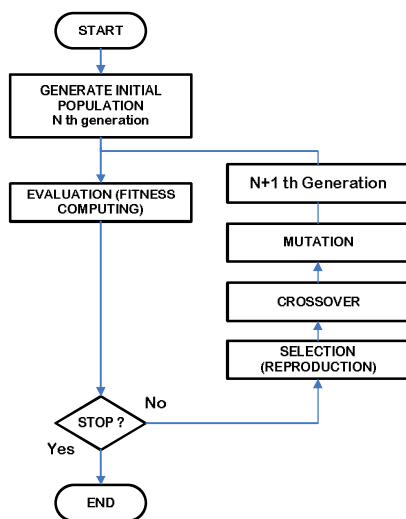 START
GENERATE INITIAL
POPULATION
N th generation
EVALUATION (FITNESS
COMPUTING)
N+1 th Generation
MUTATION
CROSSOVER
SELECTION
(REPRODUCTION)
STOP ?
No
Yes
END